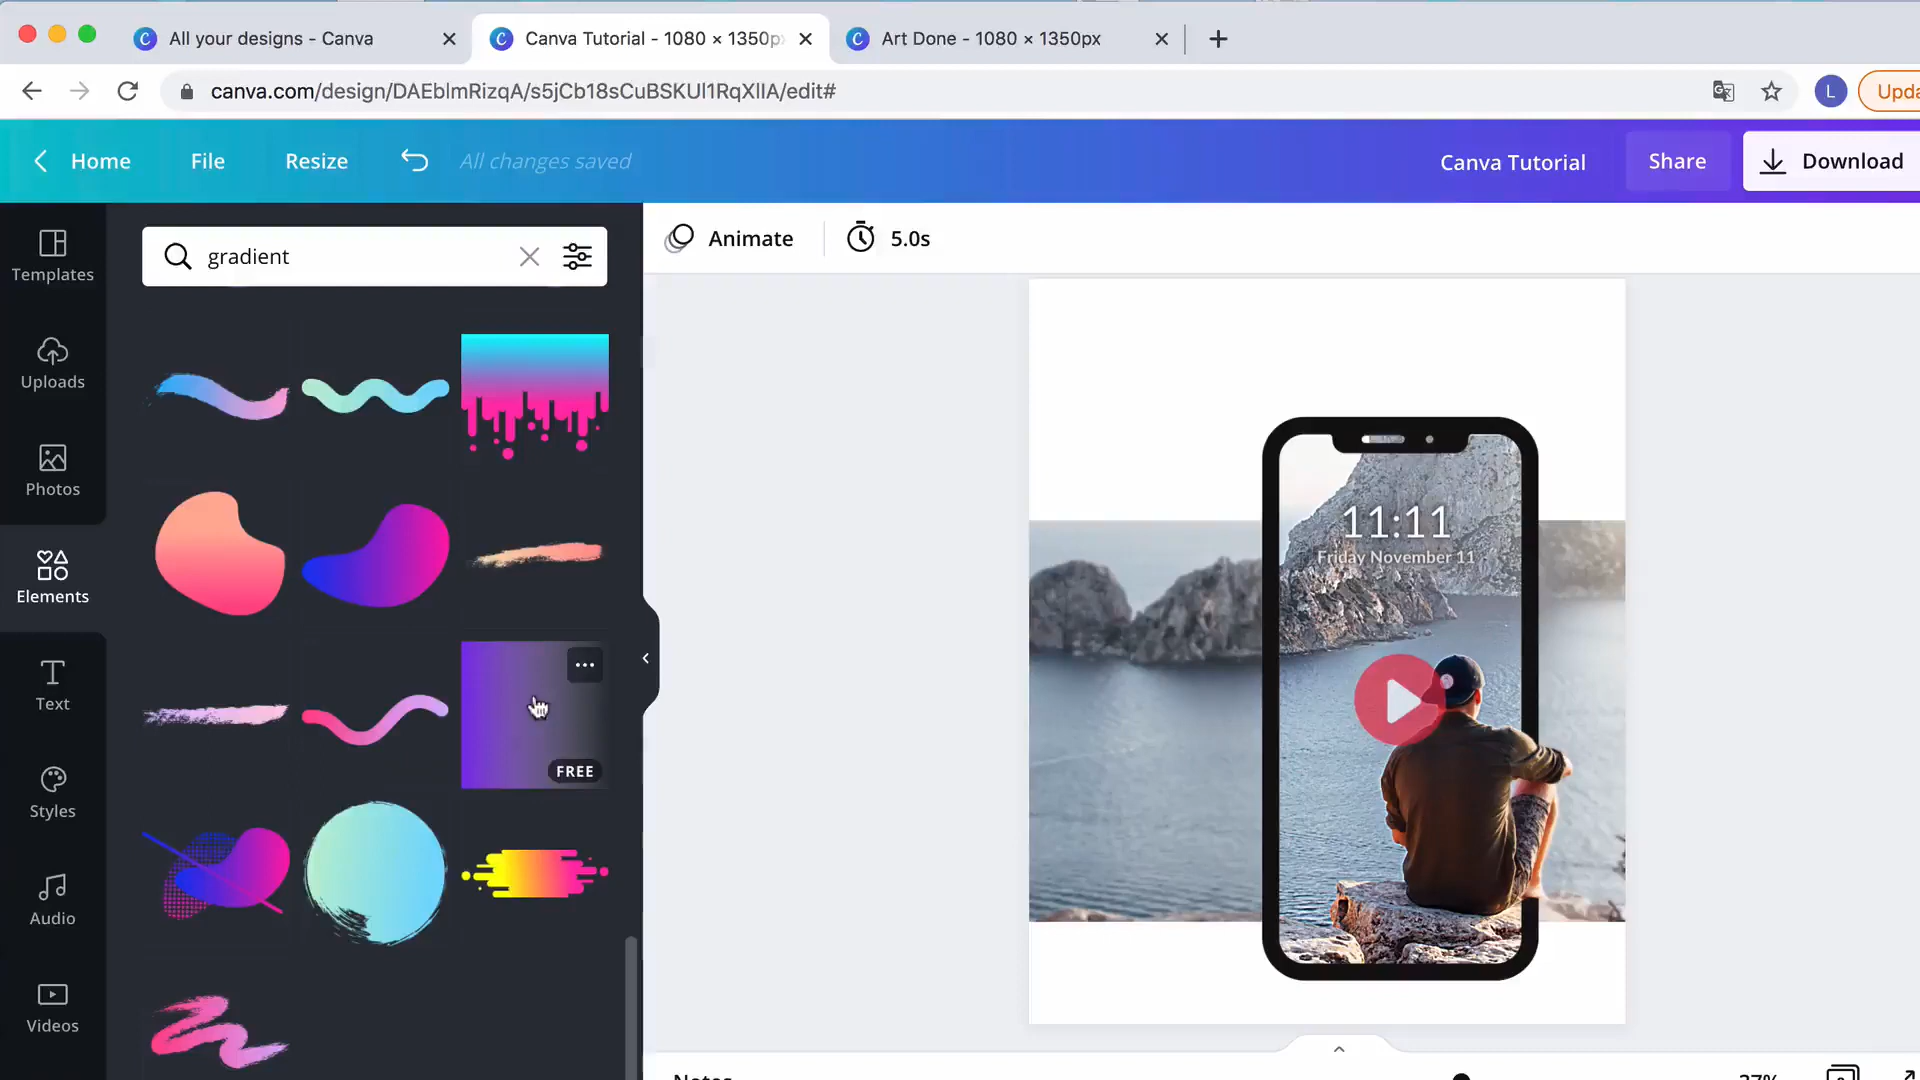 All your designs - Canva
Canva Tutorial - 1080 × 1350p
Art Done - 1080 × 1350px
canva.com/design/DAEblmRizqA/s5jCb18sCuBSKUl1RqXlIA/edit#
L
Upda
Home
File
Resize
All changes saved
Canva Tutorial
Share
Download
Templates
Uploads
Photos
Elements
Text
Styles
Audio
Videos
gradient
FREE
Animate
5.0s
11:11
Friday November 11